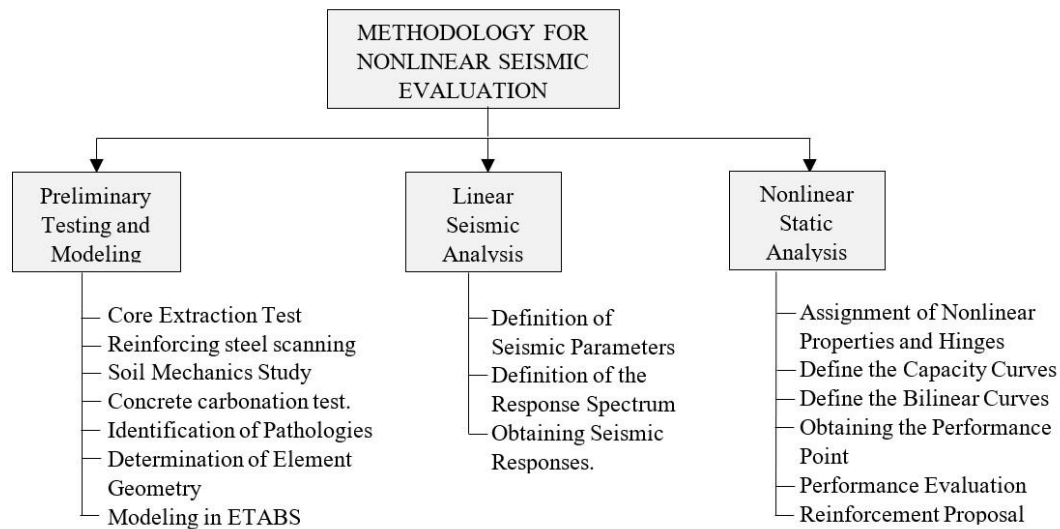 METHODOLOGY FOR
NONLINEAR SEISMIC
EVALUATION
Preliminary
Testing and
Modeling
Core Extraction Test
Reinforcing steel scanning
Soil Mechanics Study
Concrete carbonation test.
Identification of Pathologies
Determination of Element
Geometry
Modeling in ETABS
Linear
Seismic
Analysis
Definition of
Seismic Parameters
Definition of the
Response Spectrum
Obtaining Seismic
Responses.
Nonlinear
Static
Analysis
Assignment of Nonlinear
Properties and Hinges
Define the Capacity Curves
Define the Bilinear Curves
Obtaining the Performance
Point
Performance Evaluation
Reinforcement Proposal